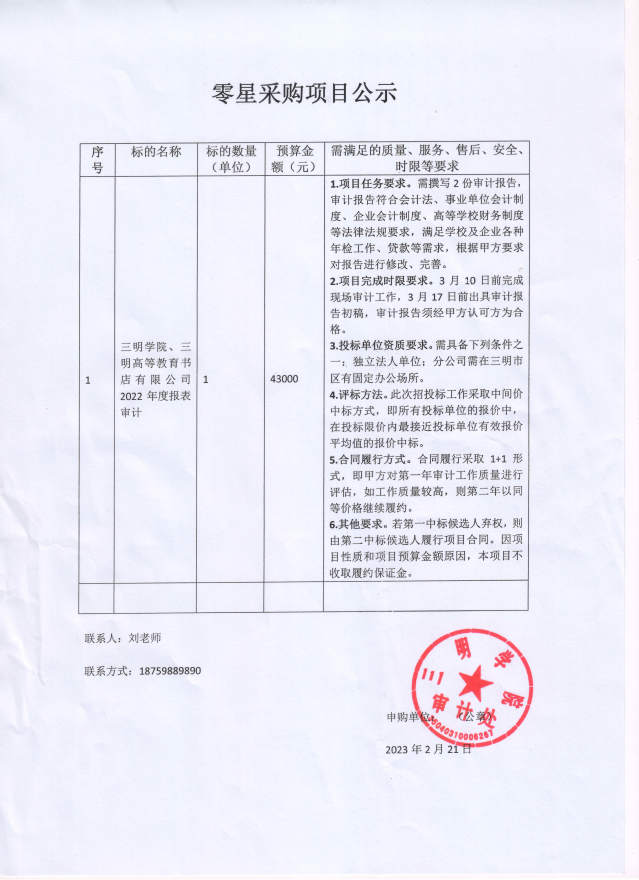 零星采购项目公示
序号
标的名称
标的数量
（单位）
预算金
额（元）
需满足的质量、服务、售后、安全、
时限等要求
1
三明学院、三
明高等教育书
店有限公司
2022 年度报表
审计
1
43000
1.项目任务要求。需撰写 2 份审计报告，
审计报告符合会计法、事业单位会计制
度、企业会计制度、高等学校财务制度
等法律法规要求，满足学校及企业各种
年检工作、贷款等需求，根据甲方要求
对报告进行修改、完善。
2.项目完成时限要求。3 月 10 日前完成
现场审计工作，3 月 17 日前出具审计报
告初稿，审计报告须经甲方认可方为合
格。
3.投标单位资质要求。需具备下列条件之
一：独立法人单位；分公司需在三明市
区有固定办公场所。
4.评标方法。此次招投标工作采取中间价
中标方式，即所有投标单位的报价中，
在投标限价内最接近投标单位有效报价
平均值的报价中标。
5.合同履行方式。合同履行采取 1+1 形
式，即甲方对第一年审计工作质量进行
评估，如工作质量较高，则第二年以同
等价格继续履约。
6.其他要求。若第一中标候选人弃权，则
由第二中标候选人履行项目合同。因项
目性质和项目预算金额原因，本项目不
收取履约保证金。
联系人：刘老师
联系方式：18759889890
三明学院
审计处
申购单位：（公章）
2023 年 2 月 21 日